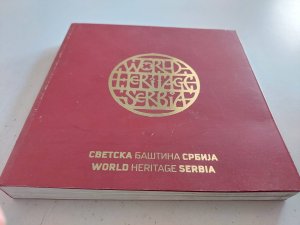 WORLD
HERITAGE
SERBIA
СВЕТСКА БАШТИНА СРБИЈА
WORLD HERITAGE SERBIA